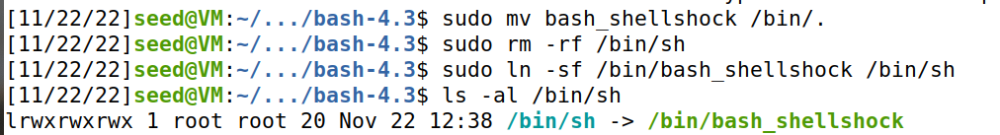 [11/22/22]seed@VM:~/.../bash-4.3$ sudo mv bash_shellshock /bin/.
[11/22/22]seed@VM:~/.../bash-4.3$ sudo rm -rf /bin/sh
[11/22/22]seed@VM:~/.../bash-4.3$ sudo ln -sf /bin/bash_shellshock /bin/sh
[11/22/22]seed@VM:~/.../bash-4.3$ ls -al /bin/sh
lrwxrwxrwx 1 root root 20 Nov 22 12:38 /bin/sh -> /bin/bash_shellshock